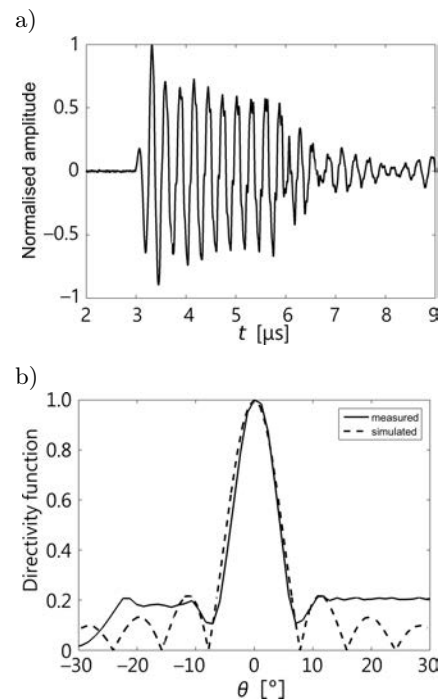 a)
1
0.5
0
−0.5
−1
Normalised amplitude
2 3 4 5 6 7 8 9
t [µs]
b)
1.0
0.8
0.6
0.4
0.2
0
Directivity function
measured
simulated
−30 −20 −10 0 10 20 30
θ [°]